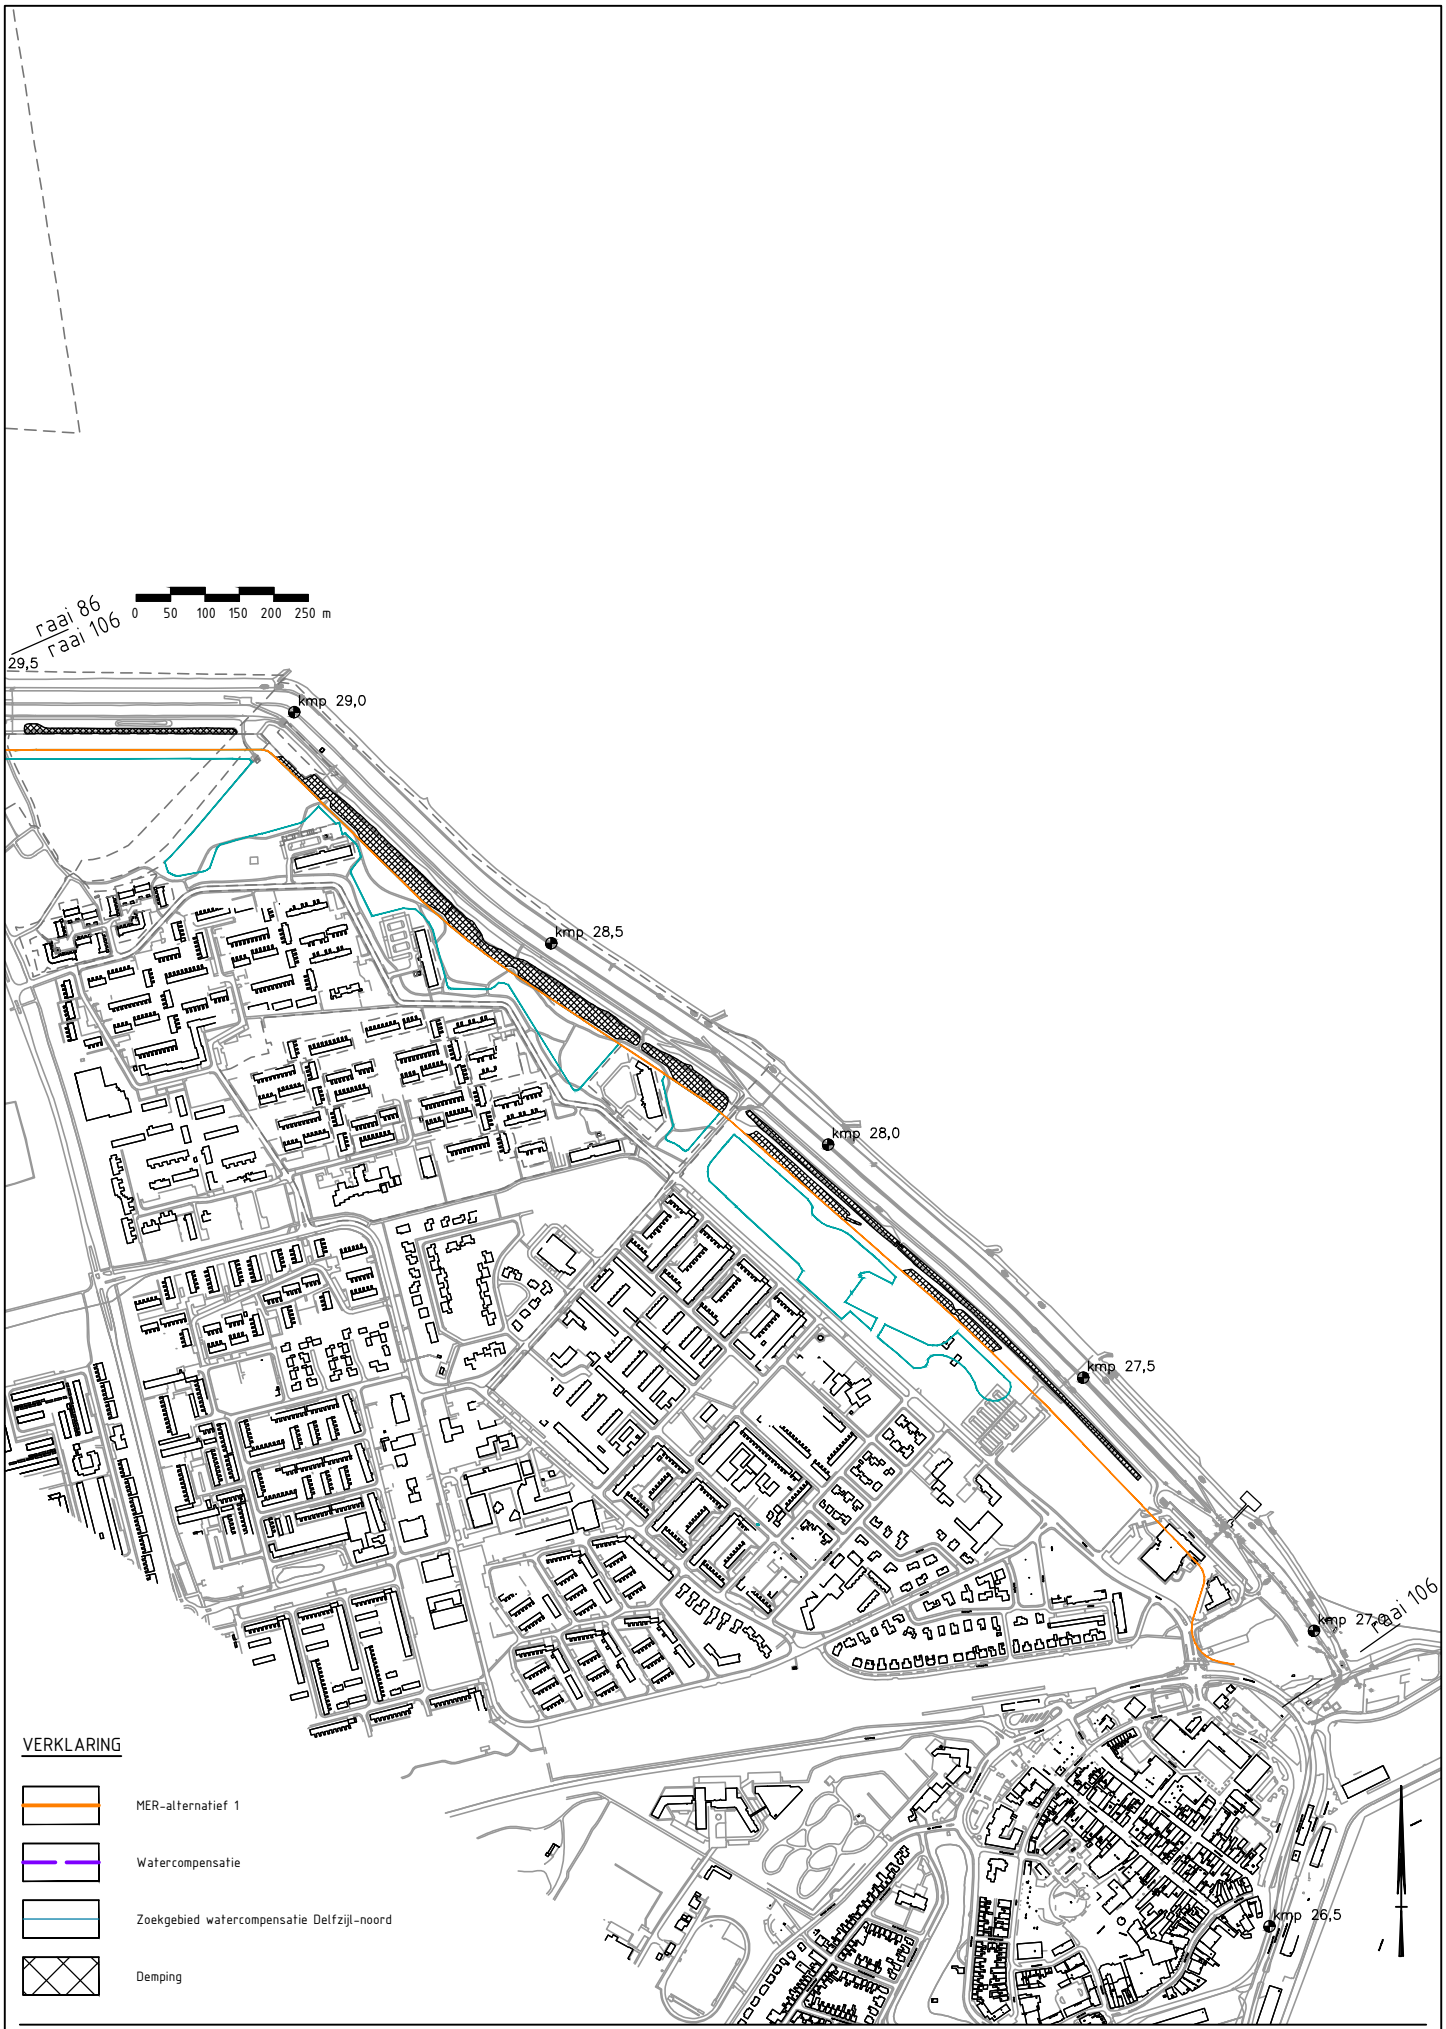 raai 86
raai 106
0 50 100 150 200 250 m
29,5
kmp 29,0
kmp 28,5
kmp 28,0
kmp 27,5
kmp 27,0
raai 106
kmp 26,5
VERKLARING
MER-alternatief 1
Watercompensatie
Zoekgebied watercompensatie Delfzijl-noord
Demping